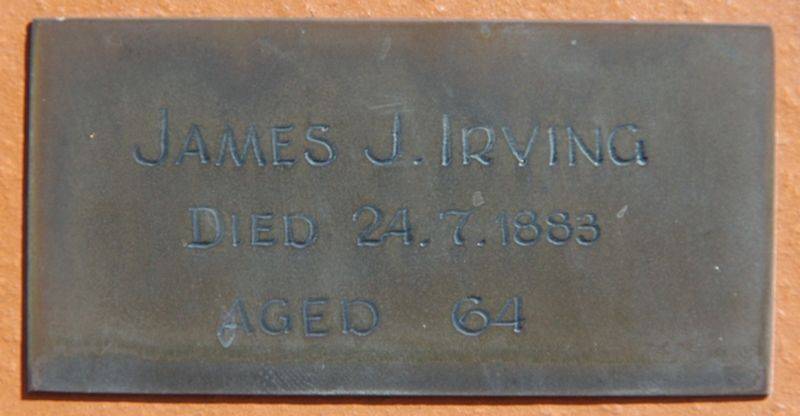 JAMES J. IRVING
DIED 24.7.1883
AGED 64